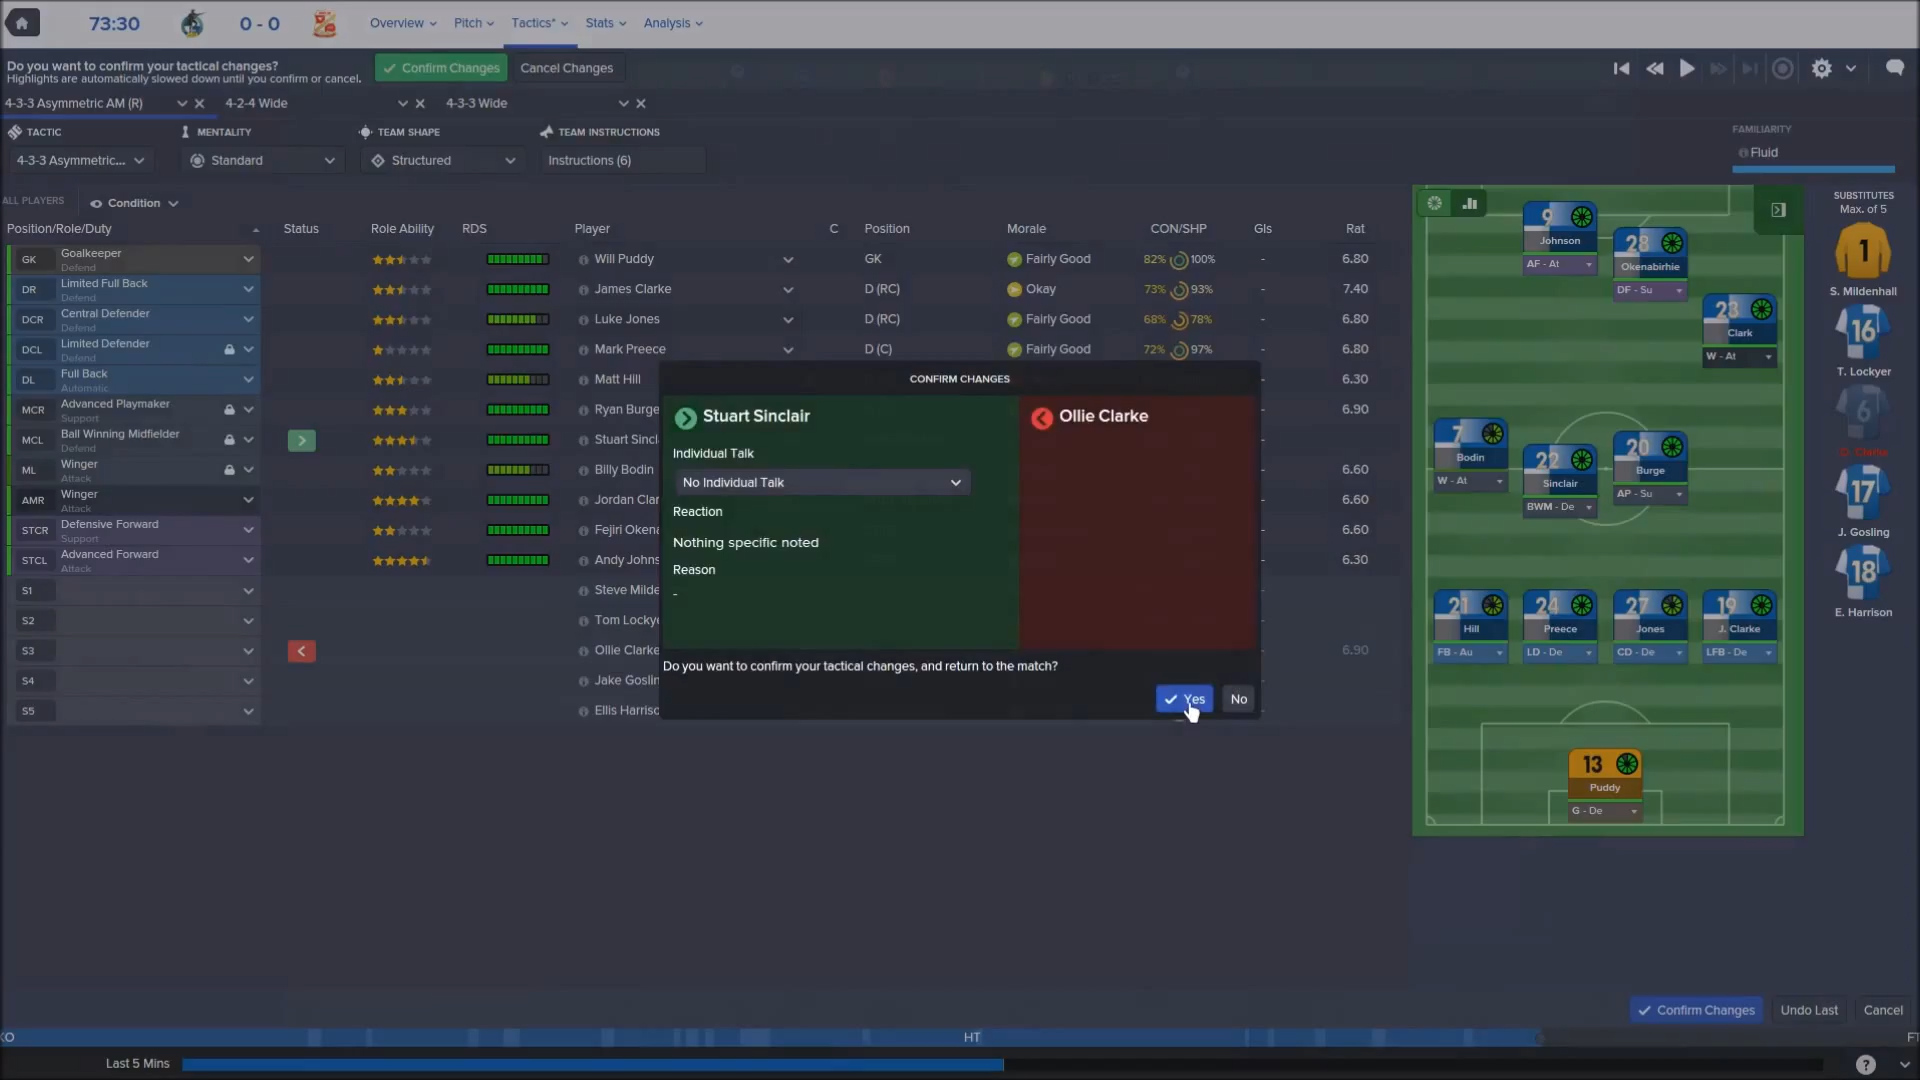 73:30
0 - 0
Overview
Pitch
Tactics*
Stats
Analysis
Do you want to confirm your tactical changes?
Highlights are automatically slowed down until you confirm or cancel.
Confirm Changes
Cancel Changes
4-3-3 Asymmetric AM (R)
4-2-4 Wide
4-3-3 Wide
TACTIC
MENTALITY
TEAM SHAPE
TEAM INSTRUCTIONS
4-3-3 Asymmetric...
Standard
Structured
Instructions (6)
FAMILIARITY
Fluid
ALL PLAYERS
Condition
Position/Role/Duty Status Role Ability RDS Player C Position Morale CON/SHP Gls Rat
GK Goalkeeper Defend Will Puddy GK Fairly Good 82% 100% - 6.80
DR Limited Full Back Defend James Clarke D (RC) Okay 73% 93% - 7.40
DCR Central Defender Defend Luke Jones D (RC) Fairly Good 68% 78% - 6.80
DCL Limited Defender Defend Mark Preece D (C) Fairly Good 72% 97% - 6.80
DL Full Back Automatic Matt Hill 6.30
MCR Advanced Playmaker Support Ryan Burge 6.90
MCL Ball Winning Midfielder Defend Stuart Sincl
ML Winger Attack Billy Bodin 6.60
AMR Winger Attack Jordan Clar 6.60
STCR Defensive Forward Support Fejiri Okena 6.60
STCL Advanced Forward Attack Andy Johns 6.30
S1 Steve Milde
S2 Tom Lockye
S3 Ollie Clarke 6.90
S4 Jake Goslin
S5 Ellis Harriso
CONFIRM CHANGES
Stuart Sinclair
Ollie Clarke
Individual Talk
No Individual Talk
Reaction
Nothing specific noted
Reason
-
Do you want to confirm your tactical changes, and return to the match?
Yes
No
9
Johnson
AF - At
28
Okenabirhie
DF - Su
23
Clark
W - At
7
Bodin
W - At
22
Sinclair
BWM - De
20
Burge
AP - Su
21
Hill
FB - Au
24
Preece
LD - De
27
Jones
CD - De
19
J. Clarke
LFB - De
13
Puddy
G - De
SUBSTITUTES
Max. of 5
1
S. Mildenhall
16
T. Lockyer
6
O. Clarke
17
J. Gosling
18
E. Harrison
Confirm Changes
Undo Last
Cancel
HT
Last 5 Mins
?